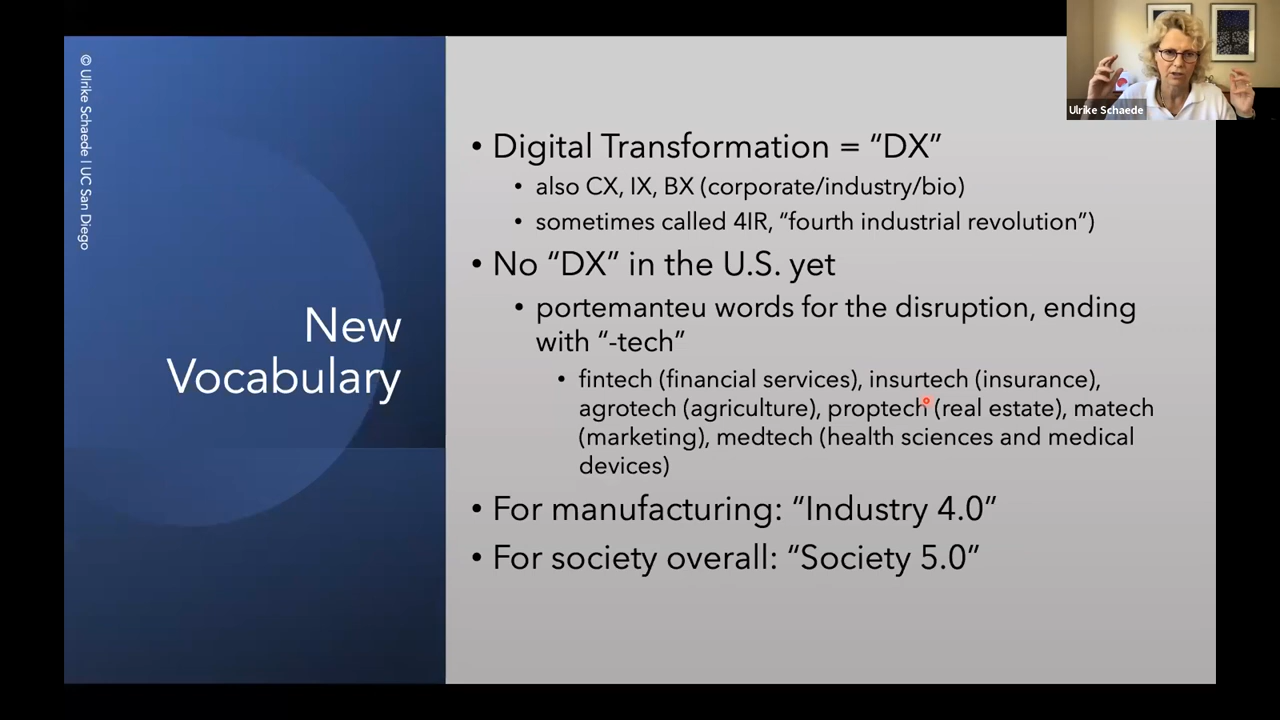 © Ulrike Schaede | UC San Diego
New
Vocabulary
• Digital Transformation = “DX”
• also CX, IX, BX (corporate/industry/bio)
• sometimes called 4IR, “fourth industrial revolution”)
• No “DX” in the U.S. yet
• portemanteu words for the disruption, ending
with “-tech”
• fintech (financial services), insurtech (insurance),
agrotech (agriculture), proptech (real estate), matech
(marketing), medtech (health sciences and medical
devices)
• For manufacturing: “Industry 4.0”
• For society overall: “Society 5.0”
Ulrike Schaede